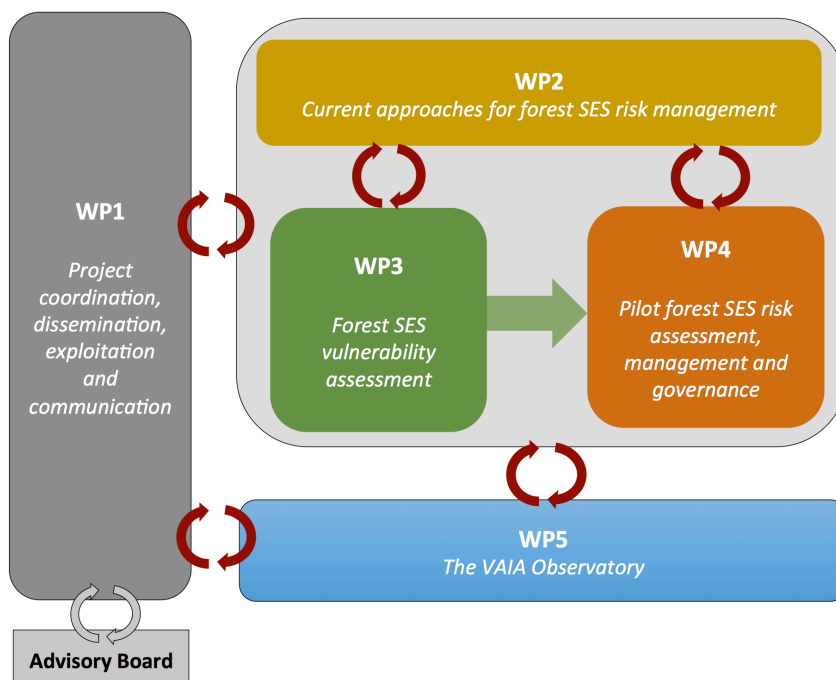 WP1
Project
coordination,
dissemination,
exploitation
and
communication
Advisory Board
WP2
Current approaches for forest SES risk management
WP3
Forest SES
vulnerability
assessment
WP4
Pilot forest SES risk
assessment,
management and
governance
WP5
The VAIA Observatory